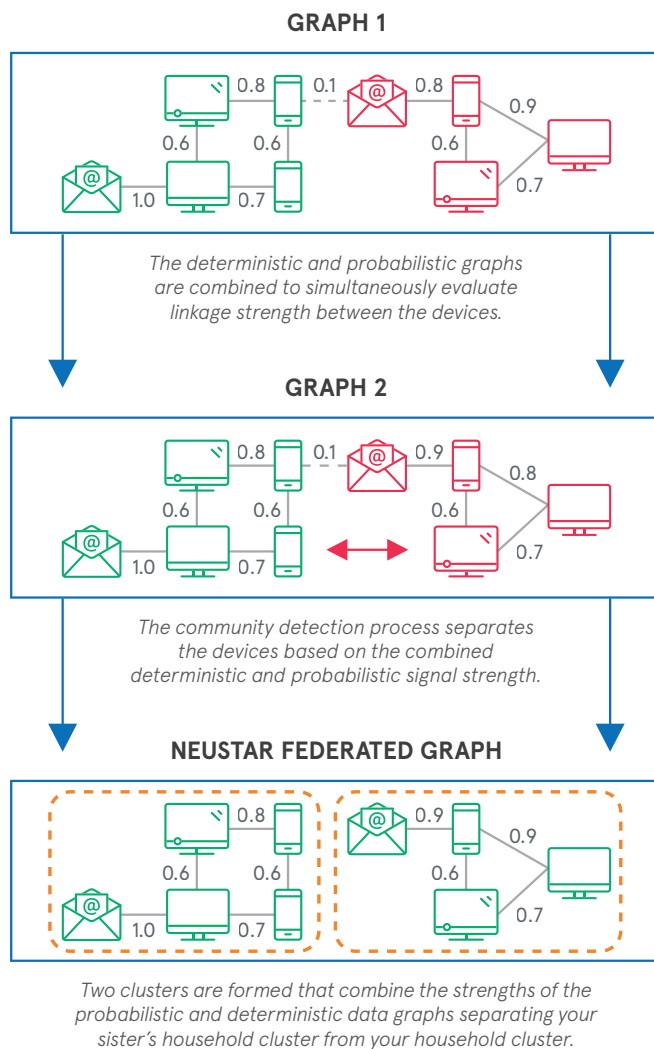 GRAPH 1
0.8
0.1
0.8
0.9
@
0.6
0.6
0.6
@
1.0
0.7
0.7
The deterministic and probabilistic graphs
are combined to simultaneously evaluate
linkage strength between the devices.
GRAPH 2
0.8
0.1
0.9
0.8
@
0.6
0.6
0.6
@
1.0
0.7
0.7
The community detection process separates
the devices based on the combined
deterministic and probabilistic signal strength.
NEUSTAR FEDERATED GRAPH
0.8
0.9
0.9
@
0.6
0.6
0.6
@
1.0
0.7
0.7
Two clusters are formed that combine the strengths of the
probabilistic and deterministic data graphs separating your
sister's household cluster from your household cluster.